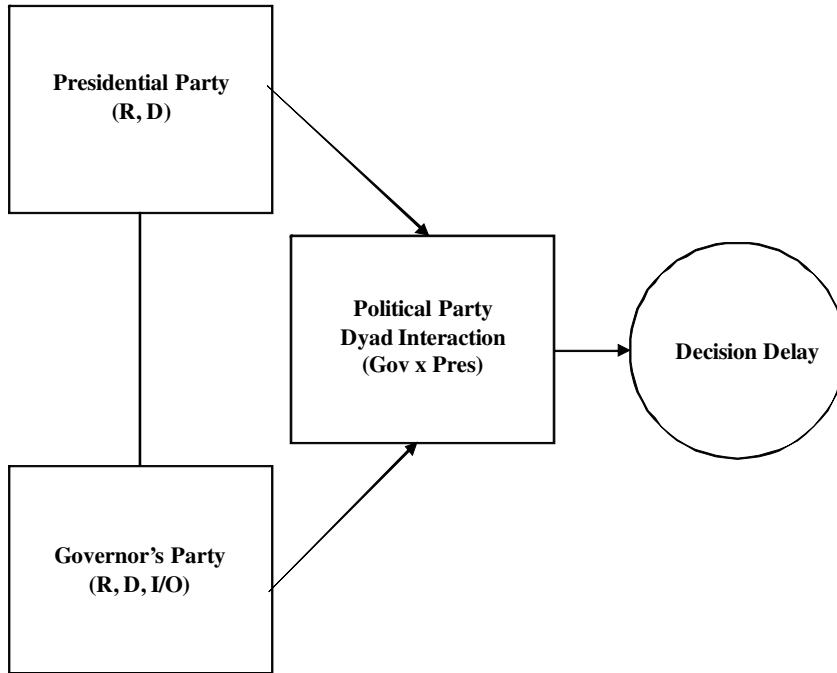 Presidential Party
(R, D)
Political Party
Dyad Interaction
(Gov x Pres)
Decision Delay
Governor’s Party
(R, D, I/O)